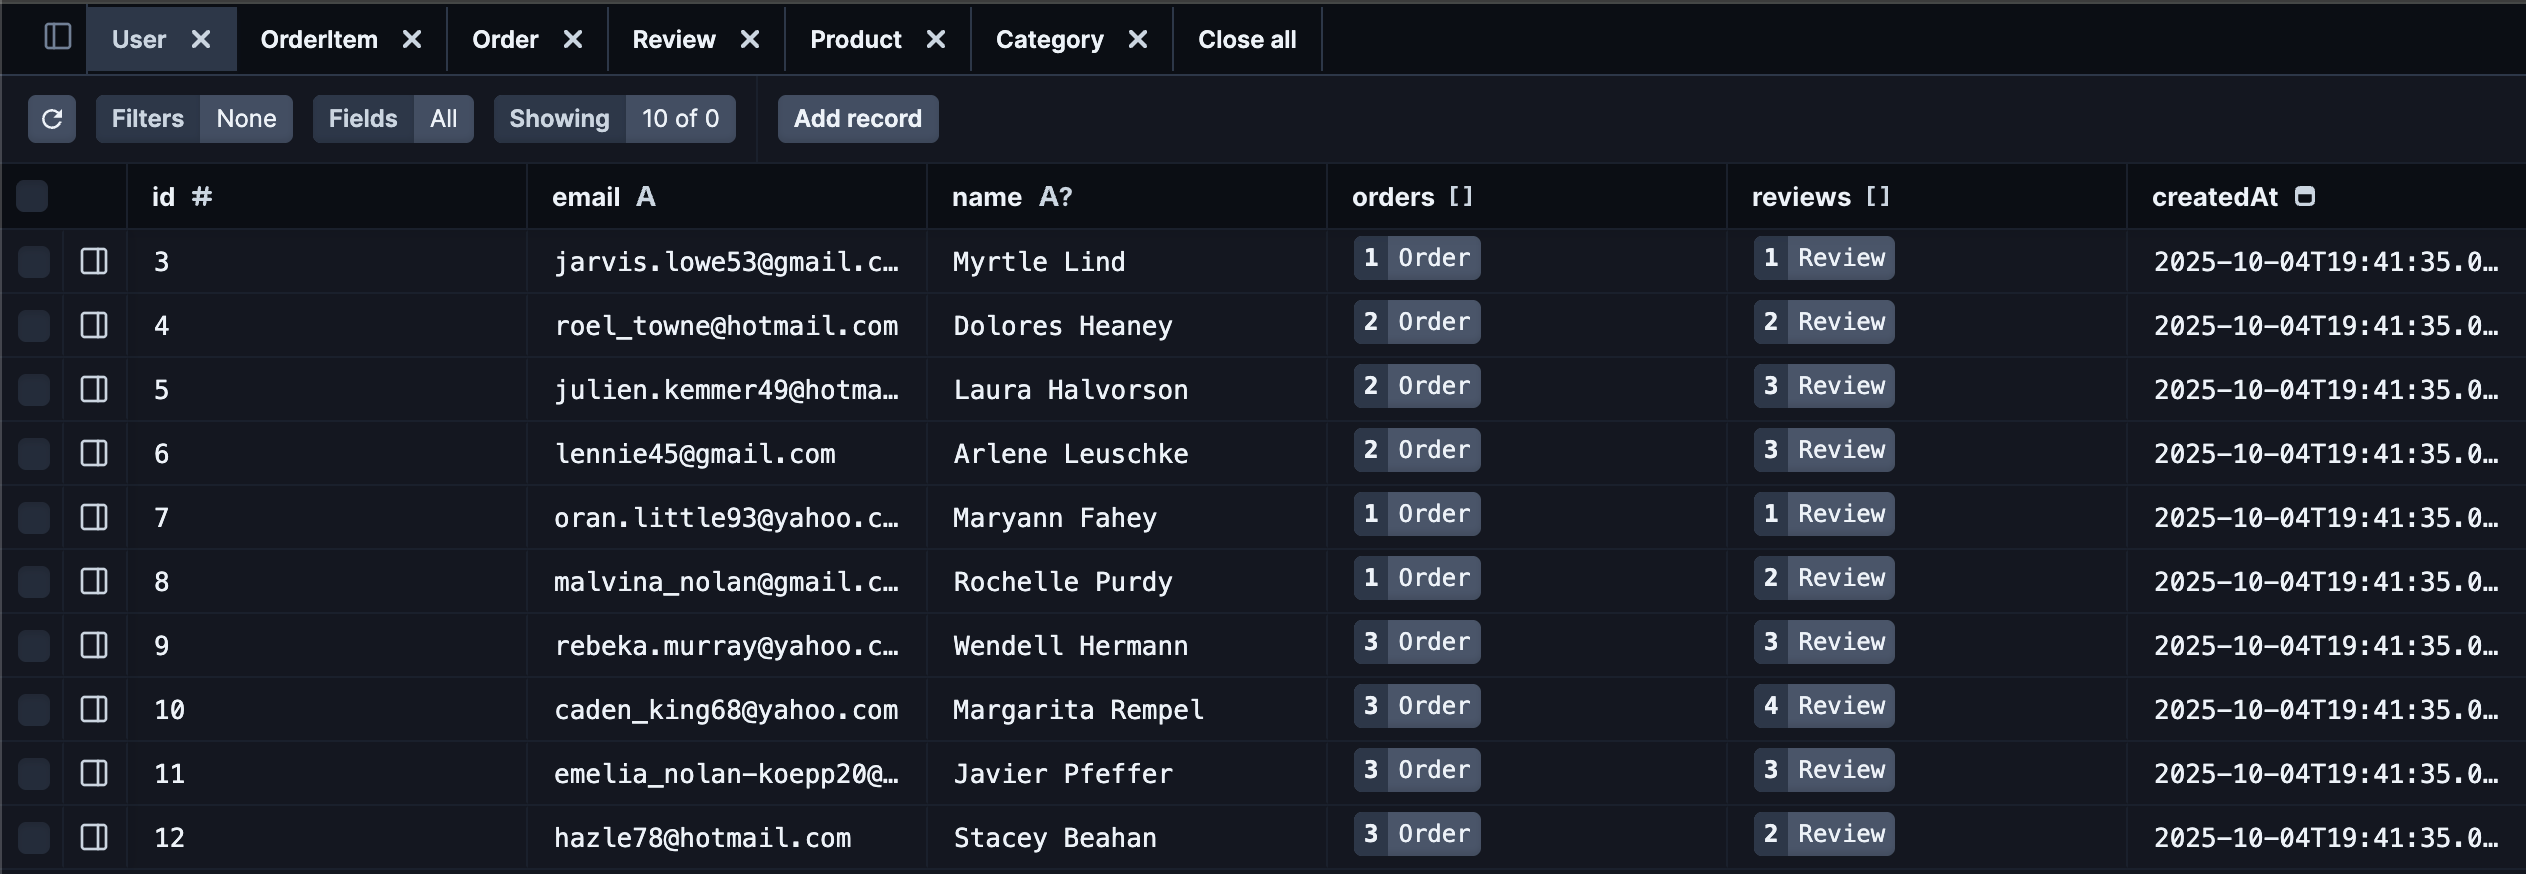 User ✕ OrderItem ✕ Order ✕ Review ✕ Product ✕ Category ✕ Close all
Filters None Fields All Showing 10 of 0 Add record
id # email A name A? orders [] reviews [] createdAt
3 jarvis.lowe53@gmail.c… Myrtle Lind 1 Order 1 Review 2025-10-04T19:41:35.0…
4 roel_towne@hotmail.com Dolores Heaney 2 Order 2 Review 2025-10-04T19:41:35.0…
5 julien.kemmer49@hotma… Laura Halvorson 2 Order 3 Review 2025-10-04T19:41:35.0…
6 lennie45@gmail.com Arlene Leuschke 2 Order 3 Review 2025-10-04T19:41:35.0…
7 oran.little93@yahoo.c… Maryann Fahey 1 Order 1 Review 2025-10-04T19:41:35.0…
8 malvina_nolan@gmail.c… Rochelle Purdy 1 Order 2 Review 2025-10-04T19:41:35.0…
9 rebeka.murray@yahoo.c… Wendell Hermann 3 Order 3 Review 2025-10-04T19:41:35.0…
10 caden_king68@yahoo.com Margarita Rempel 3 Order 4 Review 2025-10-04T19:41:35.0…
11 emelia_nolan-koepp20@… Javier Pfeffer 3 Order 3 Review 2025-10-04T19:41:35.0…
12 hazle78@hotmail.com Stacey Beahan 3 Order 2 Review 2025-10-04T19:41:35.0…